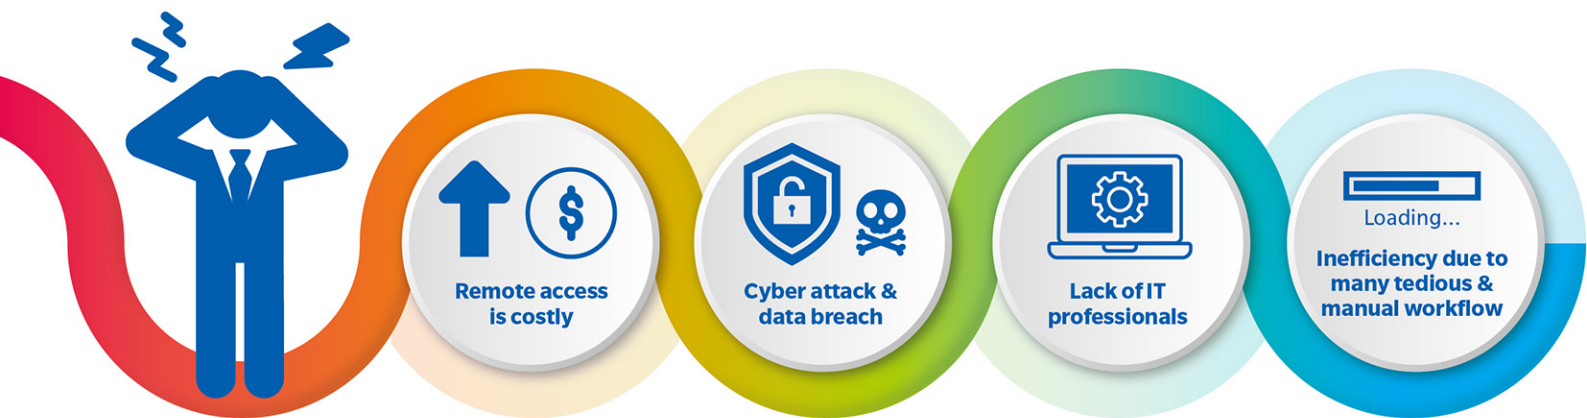 $
Remote access
is costly
Cyber attack &
data breach
Lack of IT
professionals
Loading...
Inefficiency due to
many tedious &
manual workflow